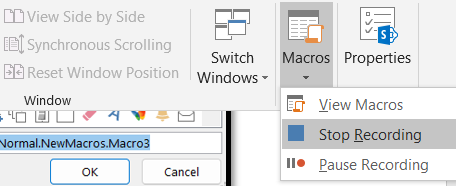 View Side by Side
Synchronous Scrolling
Reset Window Position
Window
Switch
Windows
Macros
Properties
View Macros
Stop Recording
Pause Recording
Normal.NewMacros.Macro3
OK Cancel